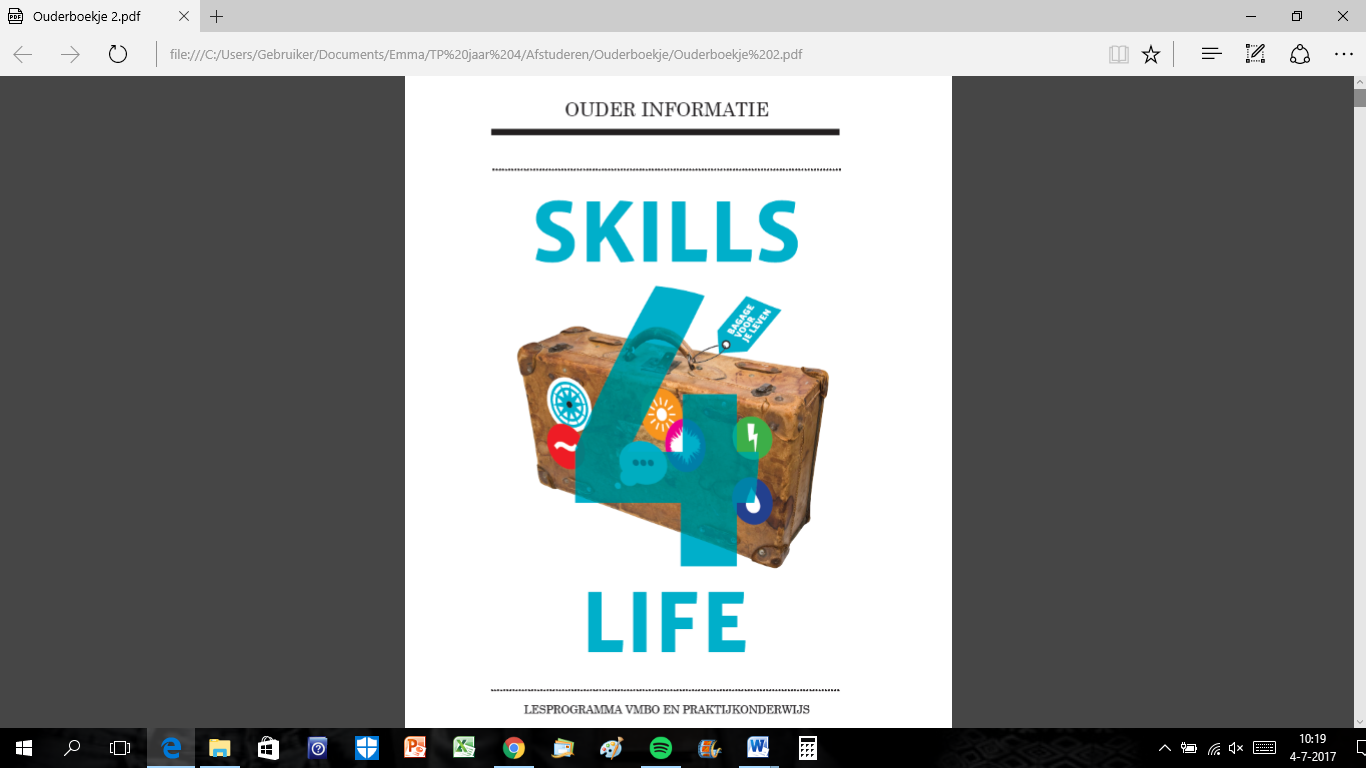 Ouderboekje 2.pdf
file:///C:/Users/Gebruiker/Documents/Emma/TP%20jaar%204/Afstuderen/Ouderboekje/Ouderboekje%202.pdf
OUDER INFORMATIE
SKILLS
4
BAGAGE
VOOR
JE LEVEN
LIFE
LESPROGRAMMA VMBO EN PRAKTIJKONDERWIJS
10:19
4-7-2017